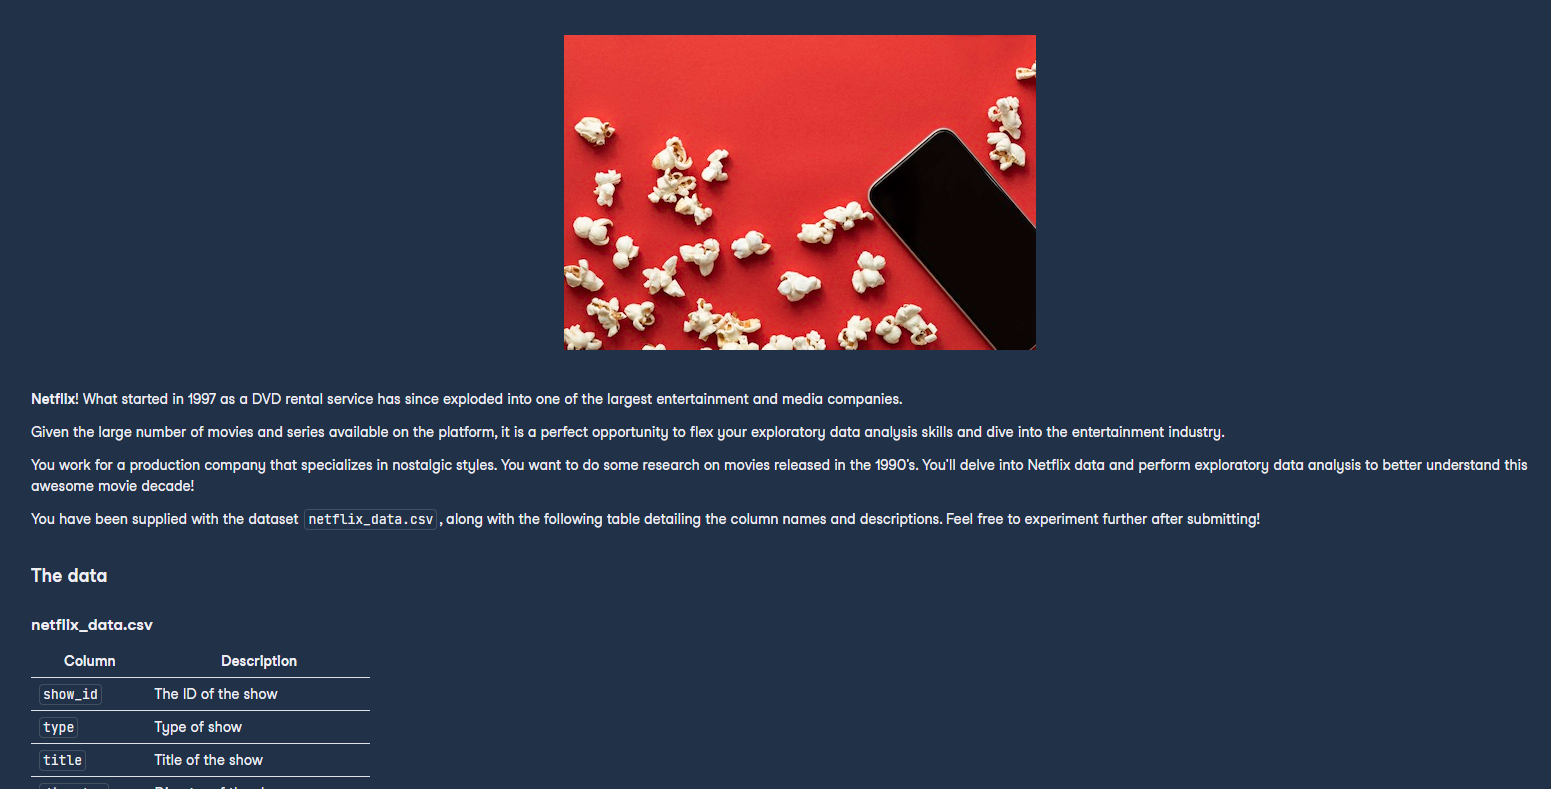 Netflix! What started in 1997 as a DVD rental service has since exploded into one of the largest entertainment and media companies.
Given the large number of movies and series available on the platform, it is a perfect opportunity to flex your exploratory data analysis skills and dive into the entertainment industry.
You work for a production company that specializes in nostalgic styles. You want to do some research on movies released in the 1990's. You'll delve into Netflix data and perform exploratory data analysis to better understand this
awesome movie decade!
You have been supplied with the dataset netflix_data.csv, along with the following table detailing the column names and descriptions. Feel free to experiment further after submitting!
The data
netflix_data.csv
Column Description
show_id The ID of the show
type Type of show
title Title of the show